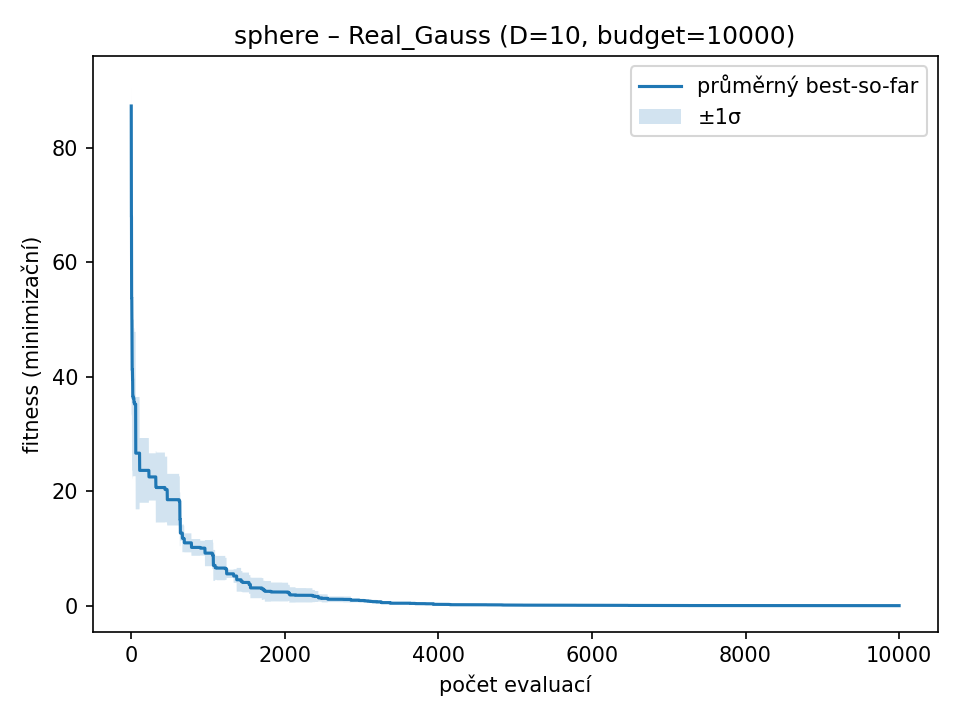 sphere – Real_Gauss (D=10, budget=10000)
průměrný best-so-far
±1σ
fitness (minimizační)
80
60
40
20
0
0 2000 4000 6000 8000 10000
počet evaluací